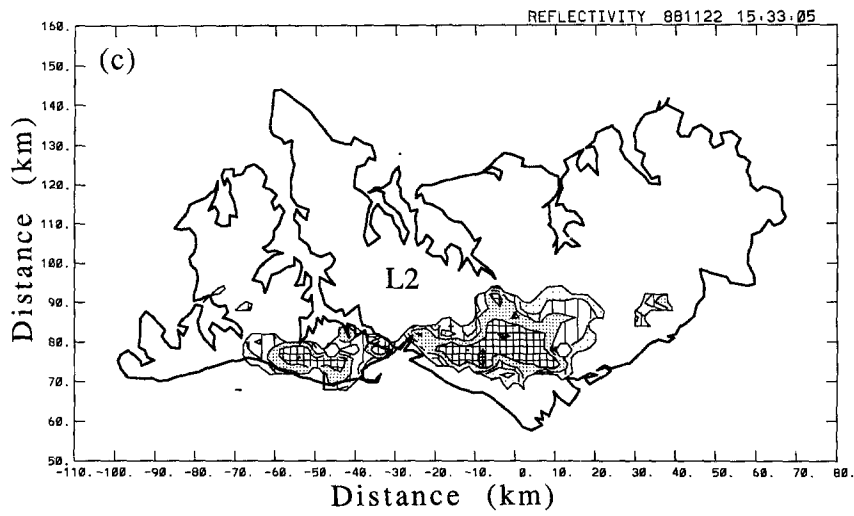 REFLECTIVITY 881122 15:33:05
160.
(c)
150.
140.
130.
120.
110.
100.
L2
90.
80.
70.
60.
50.
-110. -100. -90. -80. -70. -60. -50. -40. -30. -20. -10. 0. 10. 20. 30. 40. 50. 60. 70. 80.
Distance (km)
Distance (km)